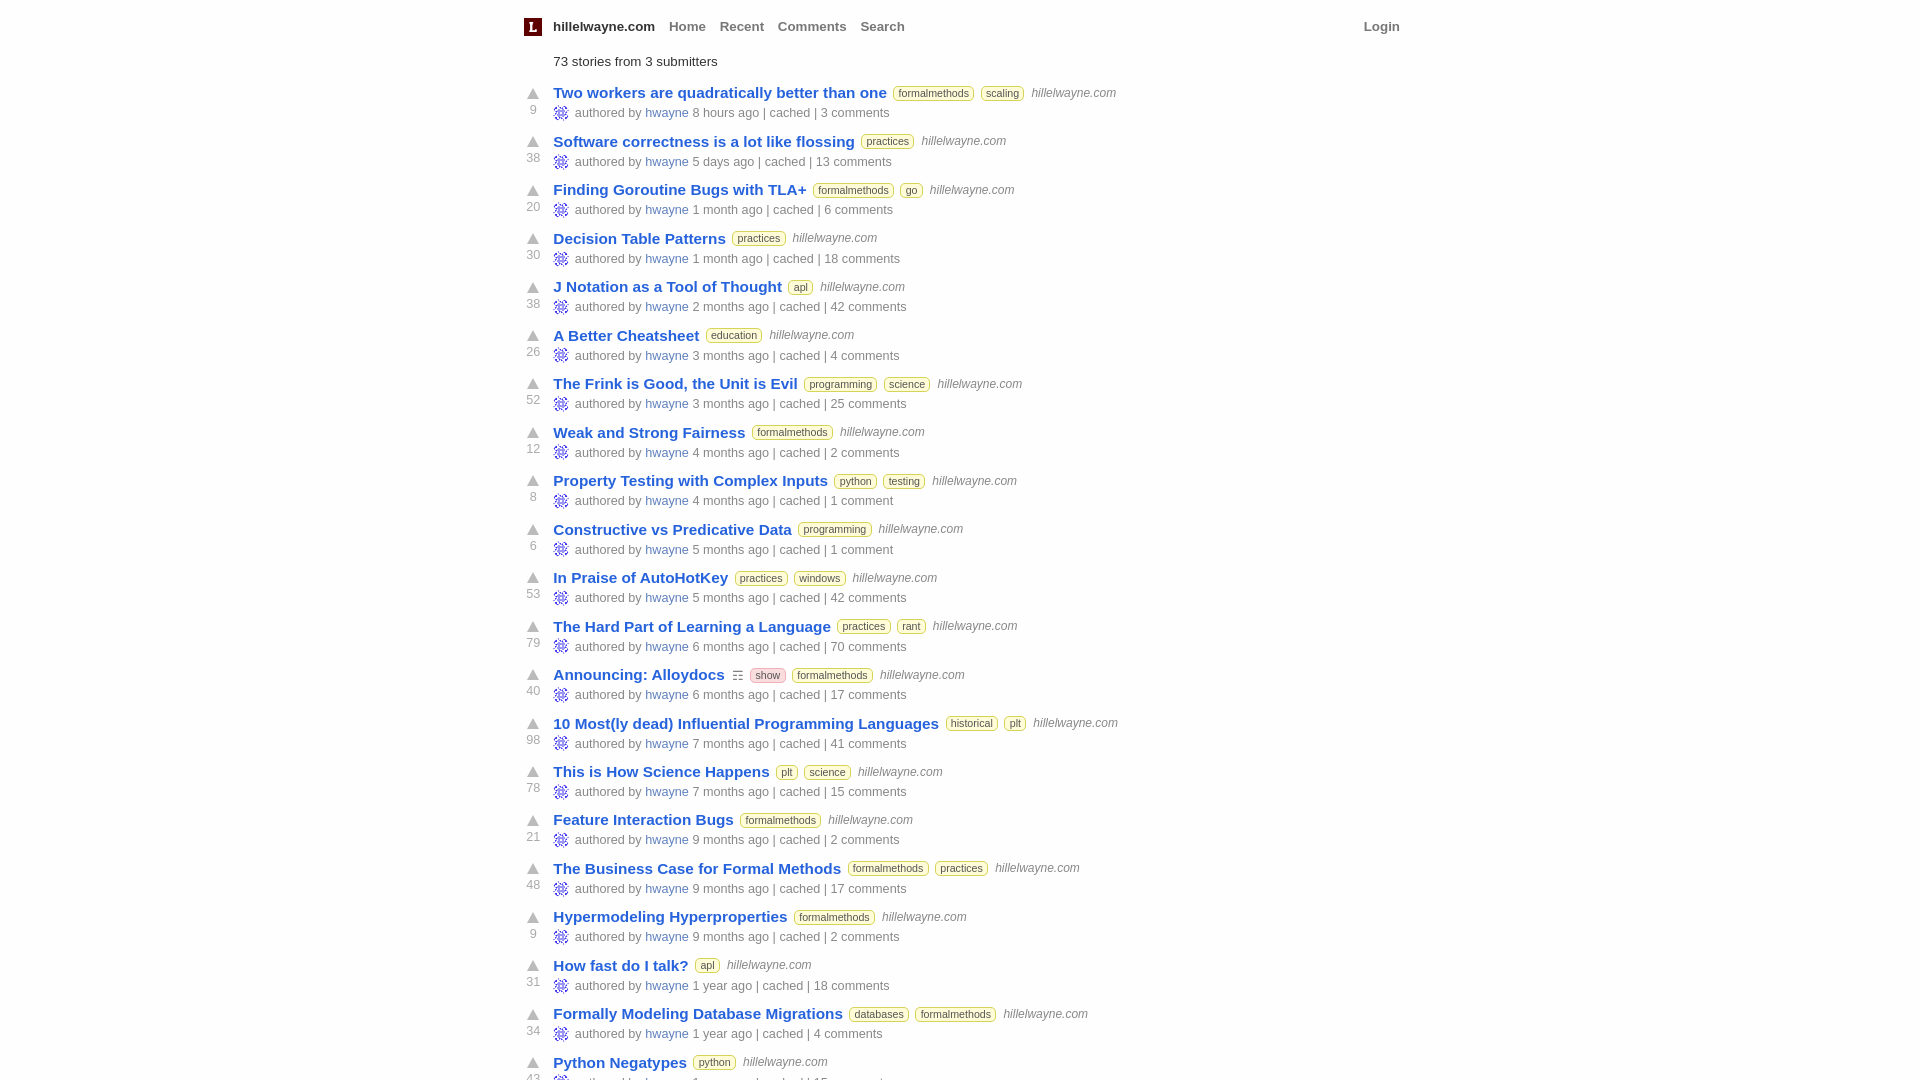 L hillelwayne.com Home Recent Comments Search Login
73 stories from 3 submitters
Two workers are quadratically better than one formalmethods scaling hillelwayne.com
9 authored by hwayne 8 hours ago | cached | 3 comments
Software correctness is a lot like flossing practices hillelwayne.com
38 authored by hwayne 5 days ago | cached | 13 comments
Finding Goroutine Bugs with TLA+ formalmethods go hillelwayne.com
20 authored by hwayne 1 month ago | cached | 6 comments
Decision Table Patterns practices hillelwayne.com
30 authored by hwayne 1 month ago | cached | 18 comments
J Notation as a Tool of Thought apl hillelwayne.com
38 authored by hwayne 2 months ago | cached | 42 comments
A Better Cheatsheet education hillelwayne.com
26 authored by hwayne 3 months ago | cached | 4 comments
The Frink is Good, the Unit is Evil programming science hillelwayne.com
52 authored by hwayne 3 months ago | cached | 25 comments
Weak and Strong Fairness formalmethods hillelwayne.com
12 authored by hwayne 4 months ago | cached | 2 comments
Property Testing with Complex Inputs python testing hillelwayne.com
8 authored by hwayne 4 months ago | cached | 1 comment
Constructive vs Predicative Data programming hillelwayne.com
6 authored by hwayne 5 months ago | cached | 1 comment
In Praise of AutoHotKey practices windows hillelwayne.com
53 authored by hwayne 5 months ago | cached | 42 comments
The Hard Part of Learning a Language practices rant hillelwayne.com
79 authored by hwayne 6 months ago | cached | 70 comments
Announcing: Alloydocs ☶ show formalmethods hillelwayne.com
40 authored by hwayne 6 months ago | cached | 17 comments
10 Most(ly dead) Influential Programming Languages historical plt hillelwayne.com
98 authored by hwayne 7 months ago | cached | 41 comments
This is How Science Happens plt science hillelwayne.com
78 authored by hwayne 7 months ago | cached | 15 comments
Feature Interaction Bugs formalmethods hillelwayne.com
21 authored by hwayne 9 months ago | cached | 2 comments
The Business Case for Formal Methods formalmethods practices hillelwayne.com
48 authored by hwayne 9 months ago | cached | 17 comments
Hypermodeling Hyperproperties formalmethods hillelwayne.com
9 authored by hwayne 9 months ago | cached | 2 comments
How fast do I talk? apl hillelwayne.com
31 authored by hwayne 1 year ago | cached | 18 comments
Formally Modeling Database Migrations databases formalmethods hillelwayne.com
34 authored by hwayne 1 year ago | cached | 4 comments
Python Negatypes python hillelwayne.com